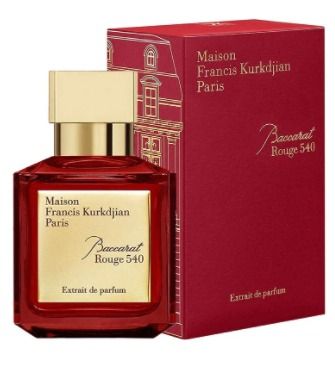 Maison
Francis Kurkdjian
Paris
Baccarat
Rouge 540
Extrait de parfum
Maison
Francis Kurkdjian
Paris
Baccarat
Rouge 540
Extrait de parfum